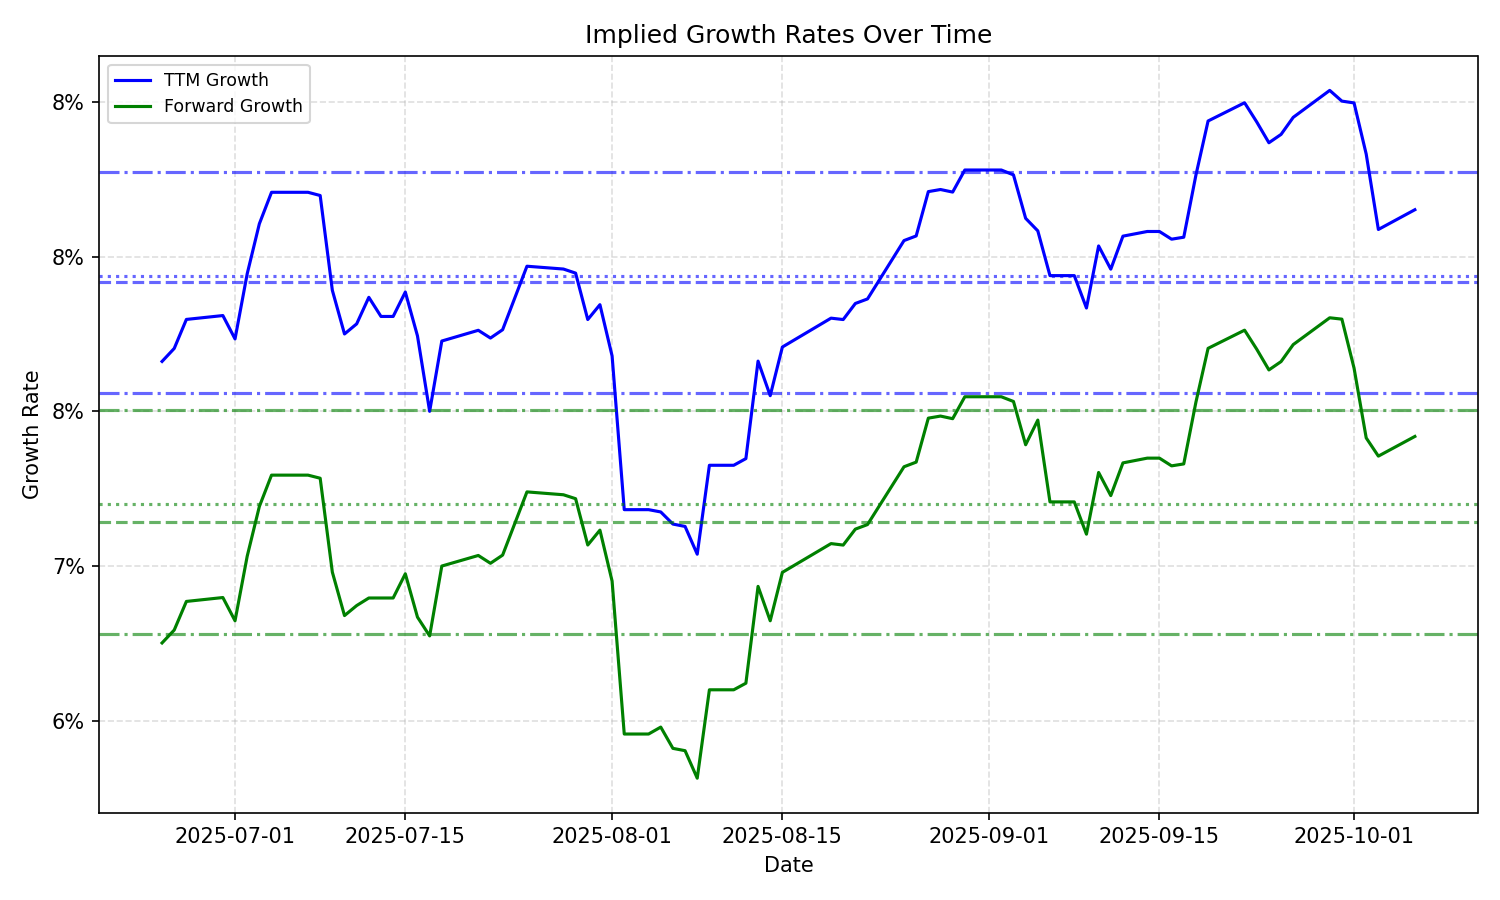 Implied Growth Rates Over Time
TTM Growth
Forward Growth
8%
8%
8%
7%
6%
Growth Rate
2025-07-01
2025-07-15
2025-08-01
2025-08-15
2025-09-01
2025-09-15
2025-10-01
Date